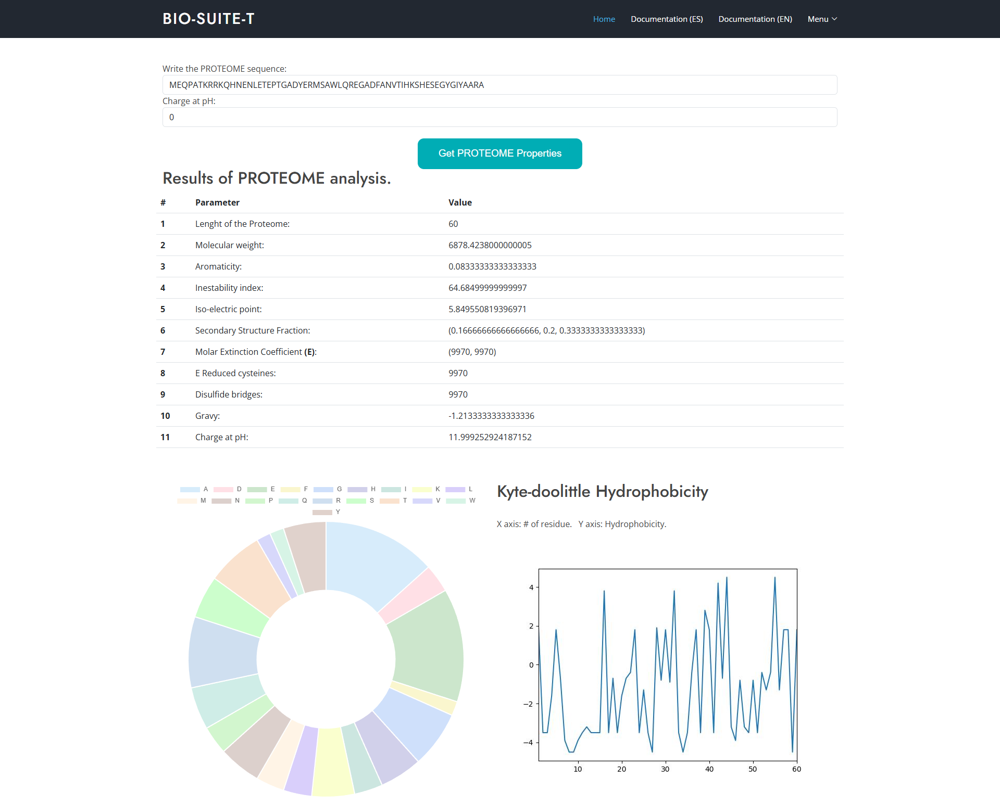 BIO-SUITE-T
Home Documentation (ES) Documentation (EN) Menu
Write the PROTEOME sequence:
MEQPATKRRKQHNENLETEPTGADYERMSAWLQREGADFANVTIHKSHESEGYGIYAARA
Charge at pH:
0
Get PROTEOME Properties
Results of PROTEOME analysis.
# Parameter Value
1 Lenght of the Proteome: 60
2 Molecular weight: 6878.4238000000005
3 Aromaticity: 0.08333333333333333
4 Inestability index: 64.68499999999997
5 Iso-electric point: 5.849550819396971
6 Secondary Structure Fraction: (0.16666666666666666, 0.2, 0.3333333333333333)
7 Molar Extinction Coefficient (E): (9970, 9970)
8 E Reduced cysteines: 9970
9 Disulfide bridges: 9970
10 Gravy: -1.2133333333333336
11 Charge at pH: 11.999252924187152
A D E F G H I K L
M N P Q R S T V W
Y
Kyte-doolittle Hydrophobicity
X axis: # of residue. Y axis: Hydrophobicity.
4
2
0
−2
−4
10 20 30 40 50 60